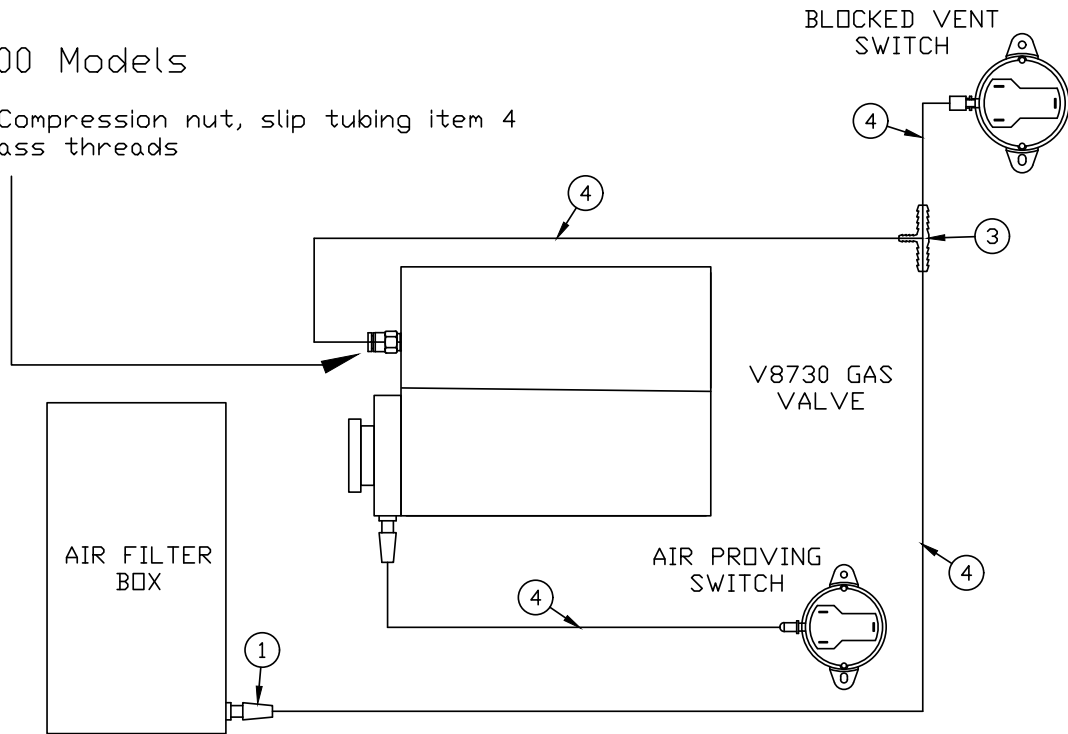 BLOCKED VENT
SWITCH
00 Models
Compression nut, slip tubing item 4
ass threads
4
4
3
V8730 GAS
VALVE
AIR FILTER
BOX
AIR PROVING
SWITCH
4
4
1